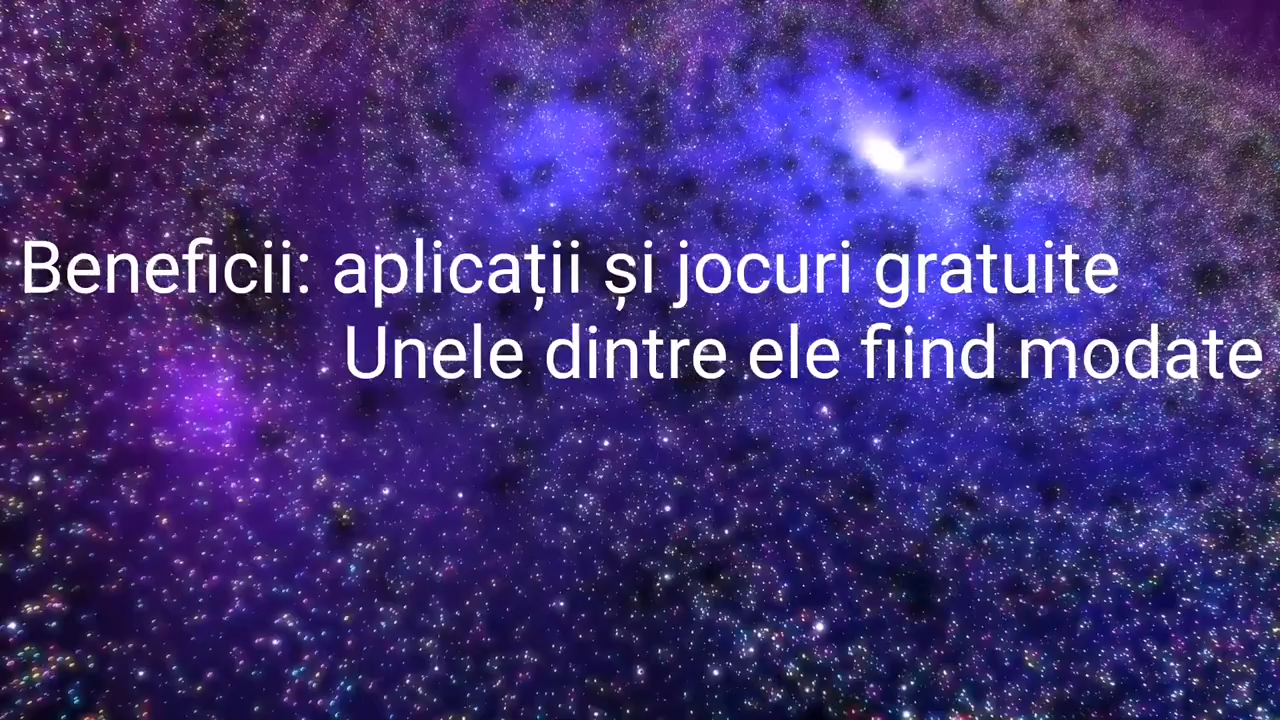 Beneficii: aplicații și jocuri gratuite
Unele dintre ele fiind modate